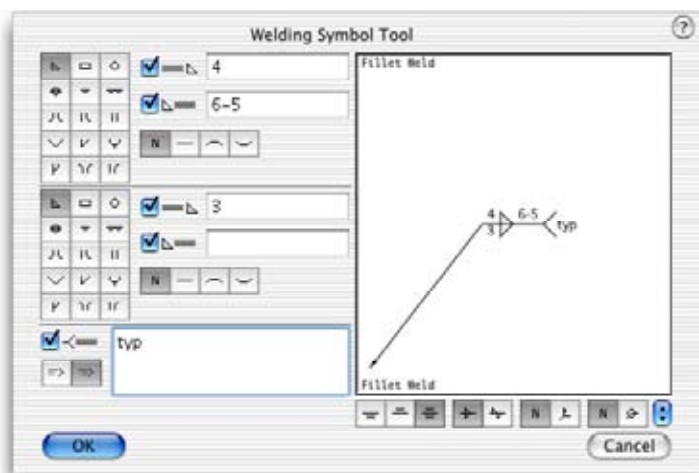 Welding Symbol Tool
?
4
6-5
N
3
N
typ
Fillet Weld
4 6-5
3 typ
Fillet Weld
N N
OK
Cancel